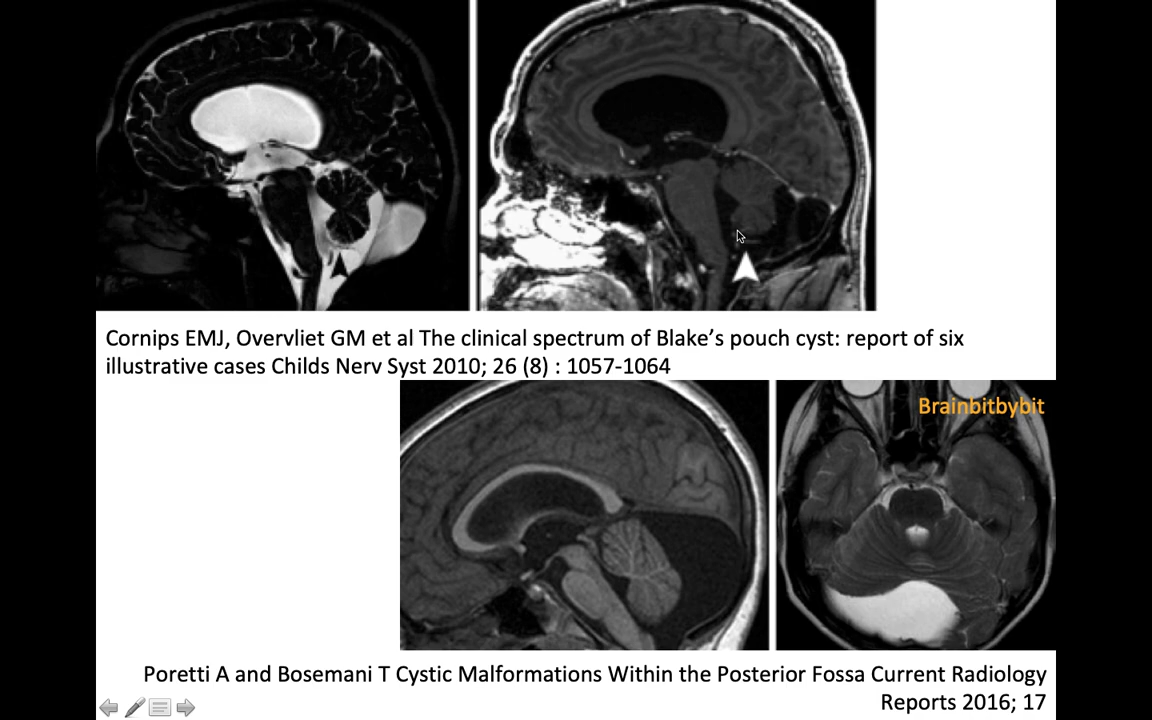 Cornips EMJ, Overvliet GM et al The clinical spectrum of Blake’s pouch cyst: report of six
illustrative cases Childs Nerv Syst 2010; 26 (8) : 1057-1064
Brainbitbybit
Poretti A and Bosemani T Cystic Malformations Within the Posterior Fossa Current Radiology
Reports 2016; 17